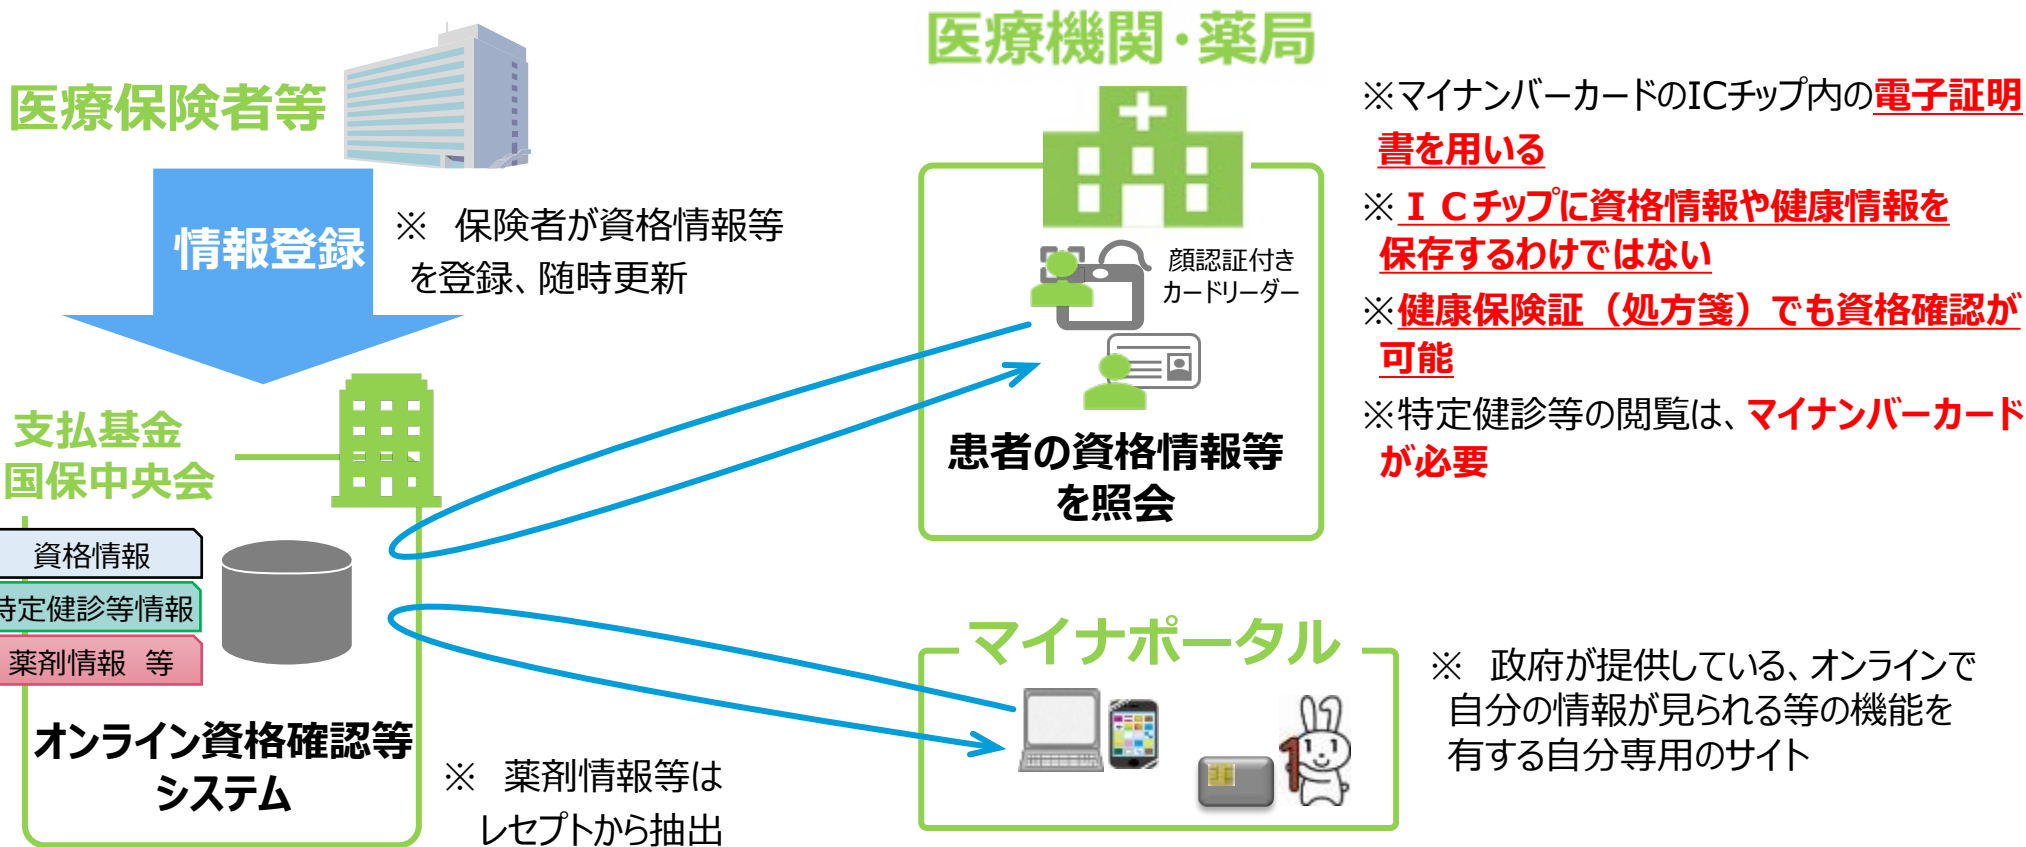 医療保険者等
情報登録
※ 保険者が資格情報等
を登録、随時更新
支払基金
国保中央会
資格情報
特定健診等情報
薬剤情報 等
オンライン資格確認等
システム
※ 薬剤情報等は
レセプトから抽出
医療機関・薬局
顔認証付き
カードリーダー
患者の資格情報等
を照会
※マイナンバーカードのICチップ内の電子証明
書を用いる
※ＩＣチップに資格情報や健康情報を
保存するわけではない
※健康保険証（処方箋）でも資格確認が
可能
※特定健診等の閲覧は、マイナンバーカード
が必要
マイナポータル
※ 政府が提供している、オンラインで
自分の情報が見られる等の機能を
有する自分専用のサイト